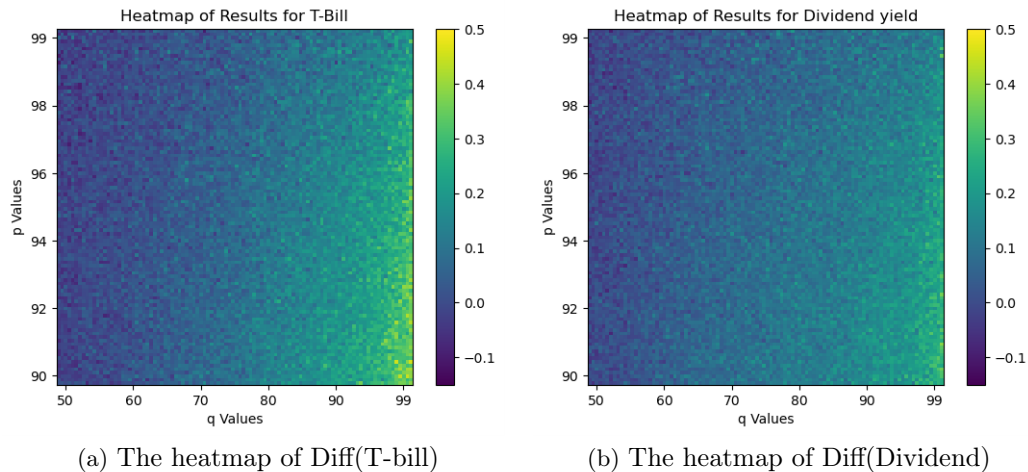 Heatmap of Results for T-Bill
99
98
96
94
92
90
p Values
50 60 70 80 90 99
q Values
0.5
0.4
0.3
0.2
0.1
0.0
−0.1
(a) The heatmap of Diff(T-bill)
Heatmap of Results for Dividend yield
99
98
96
94
92
90
p Values
50 60 70 80 90 99
q Values
0.5
0.4
0.3
0.2
0.1
0.0
−0.1
(b) The heatmap of Diff(Dividend)